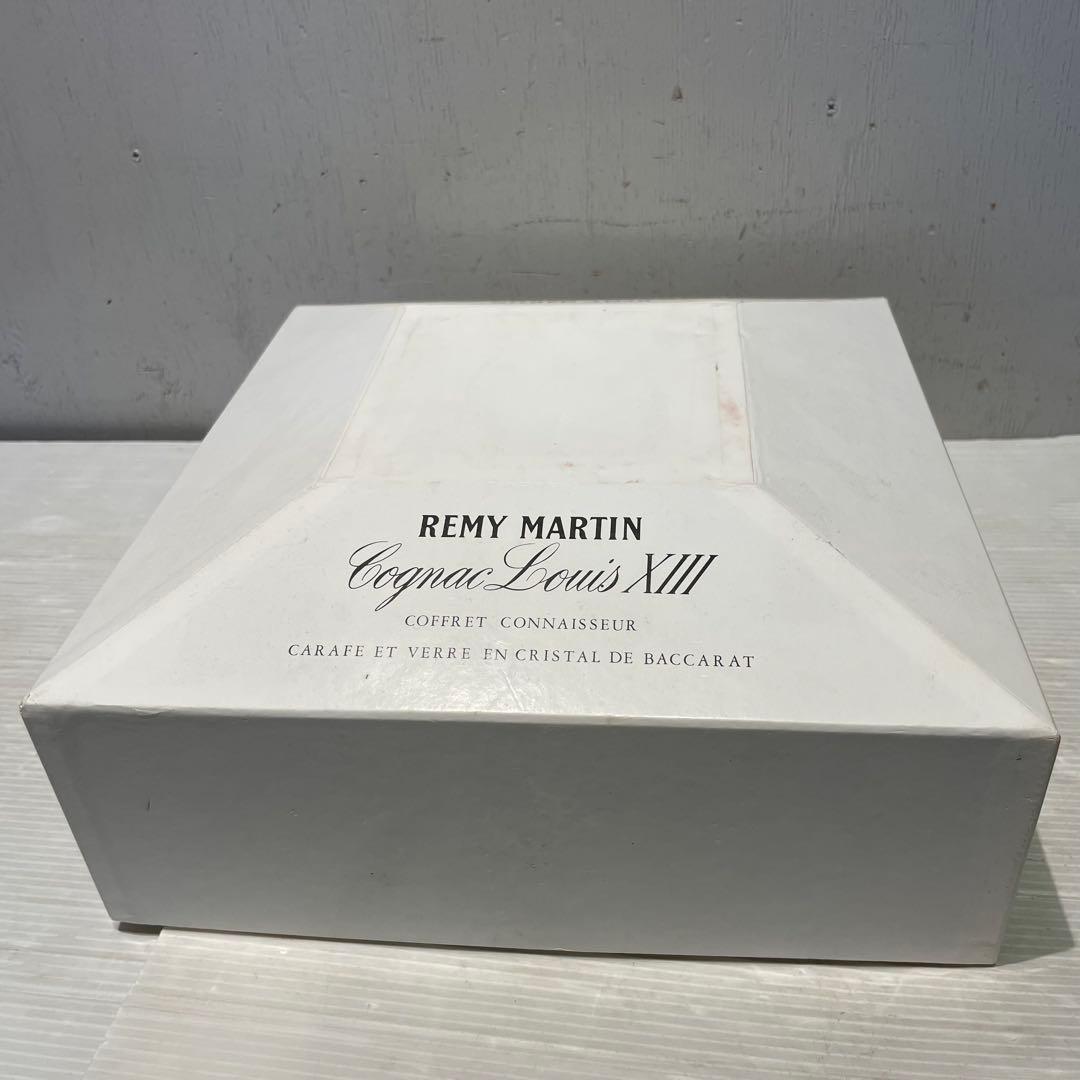 REMY MARTIN
Cognac Louis XIII
COFFRET CONNAISSEUR
CARAFE ET VERRE EN CRISTAL DE BACCARAT